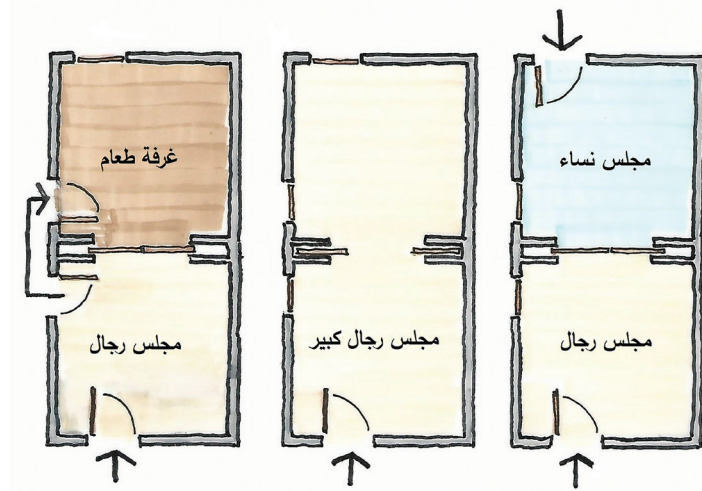 مجلس نساء
غرفة طعام
مجلس رجال
مجلس رجال كبير
مجلس رجال